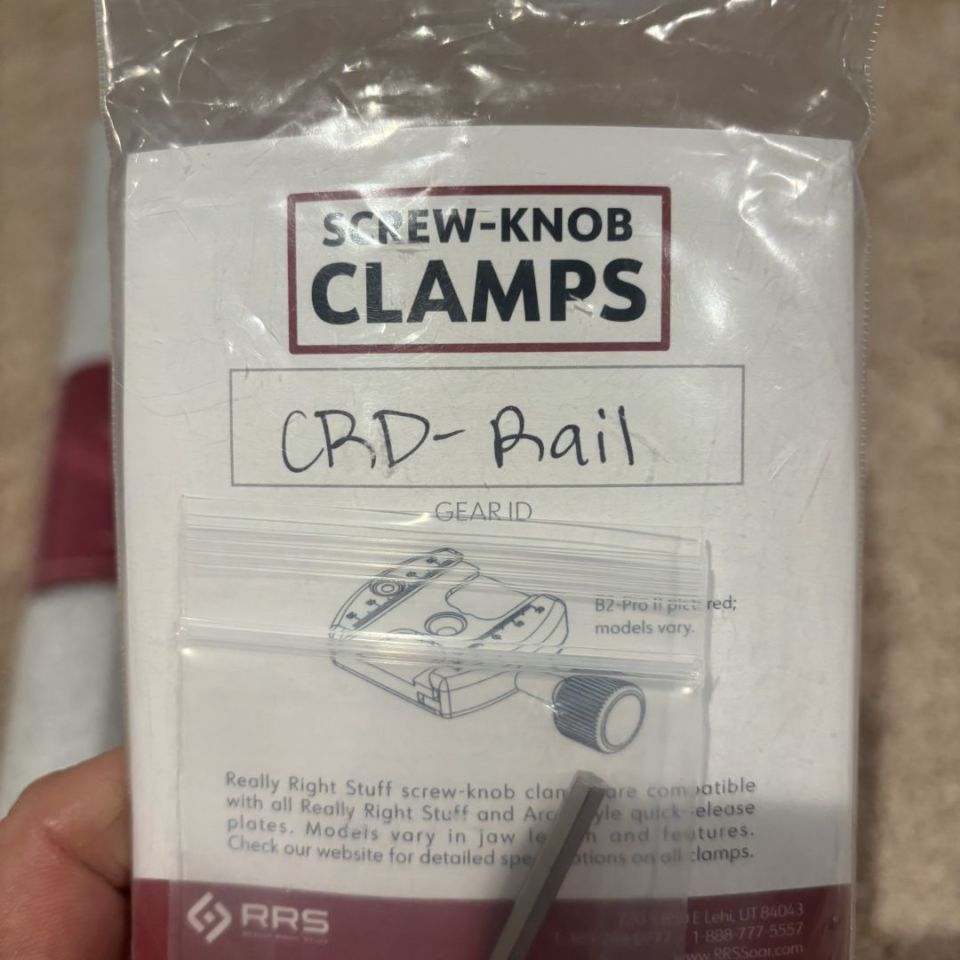 SCREW-KNOB
CLAMPS
CRD-Rail
GEAR ID
B2-Pro II pictured;
models vary.
Really Right Stuff screw-knob clamps are compatible
with all Really Right Stuff and Arca style quick-release
plates. Models vary in jaw length and features.
Check our website for detailed specifications on all clamps.
RRS
E Lehi, UT 84043
1-888-777-5557
www.RRSSoar.com